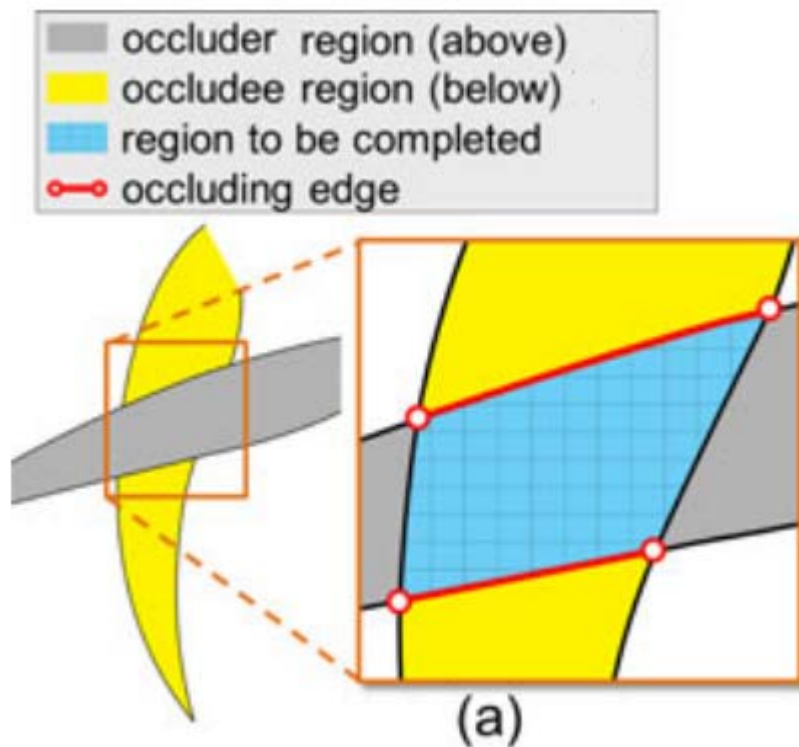 occluder region (above)
occludee region (below)
region to be completed
occluding edge
(a)